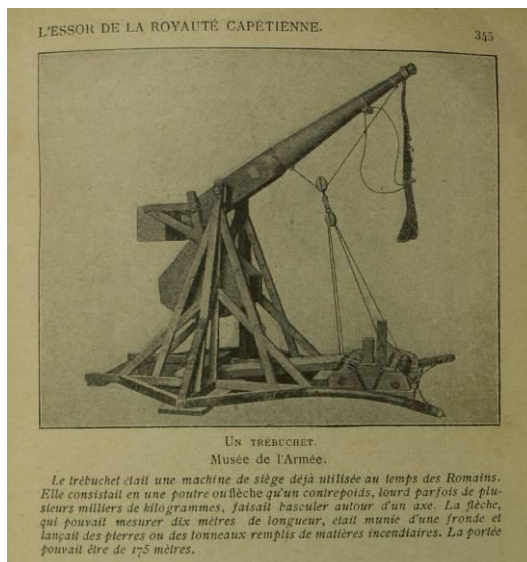 L'ESSOR DE LA ROYAUTÉ CAPÉTIENNE. 345
UN TRÉBUCHET.
Musée de l'Armée.
Le trébuchet était une machine de siège déjà utilisée au temps des Romains.
Elle consistait en une poutre ou flèche qu'un contrepoids, lourd parfois de plu-
sieurs milliers de kilogrammes, faisait basculer autour d'un axe. La flèche,
qui pouvait mesurer dix mètres de longueur, était munie d'une fronde et
lançait des pierres ou des tonneaux remplis de matières incendiaires. La portée
pouvait être de 175 mètres.